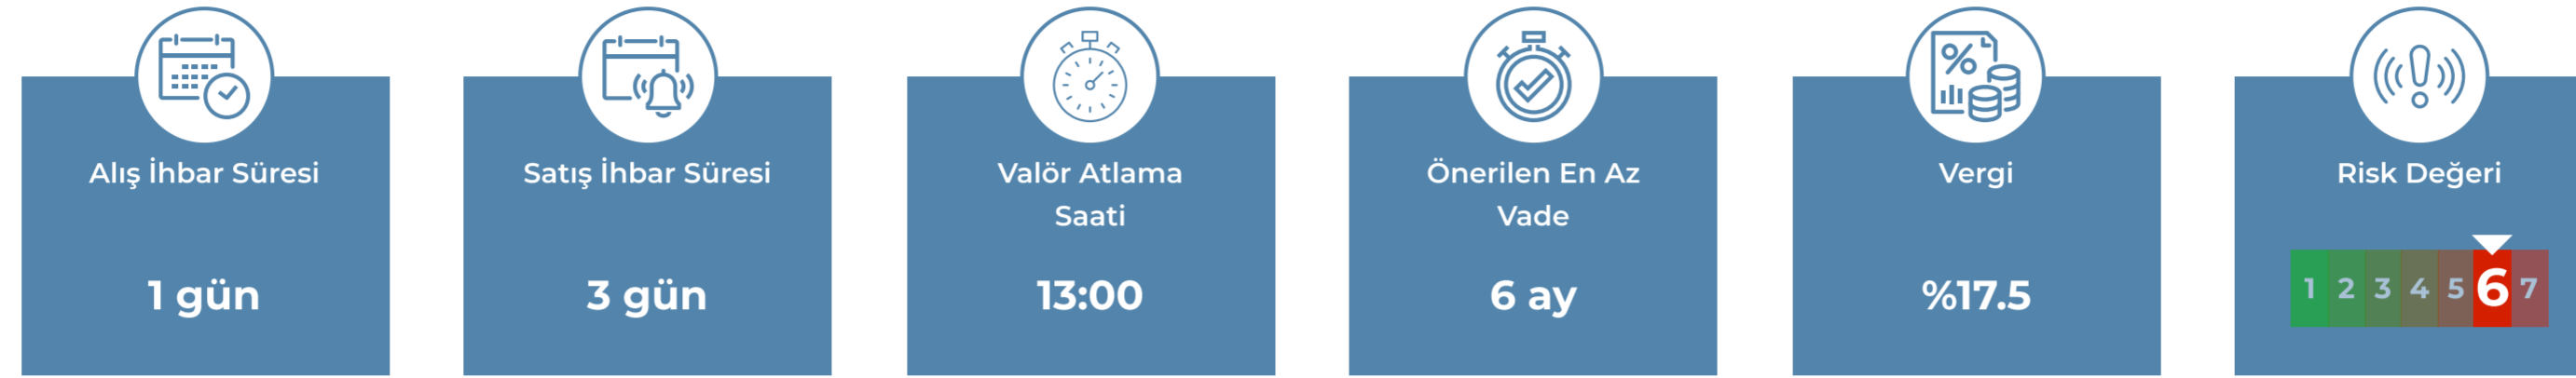 Alış İhbar Süresi
1 gün
Satış İhbar Süresi
3 gün
Valör Atlama
Saati
13:00
Önerilen En Az
Vade
6 ay
%
Vergi
%17.5
Risk Değeri
1 2 3 4 5 6 7